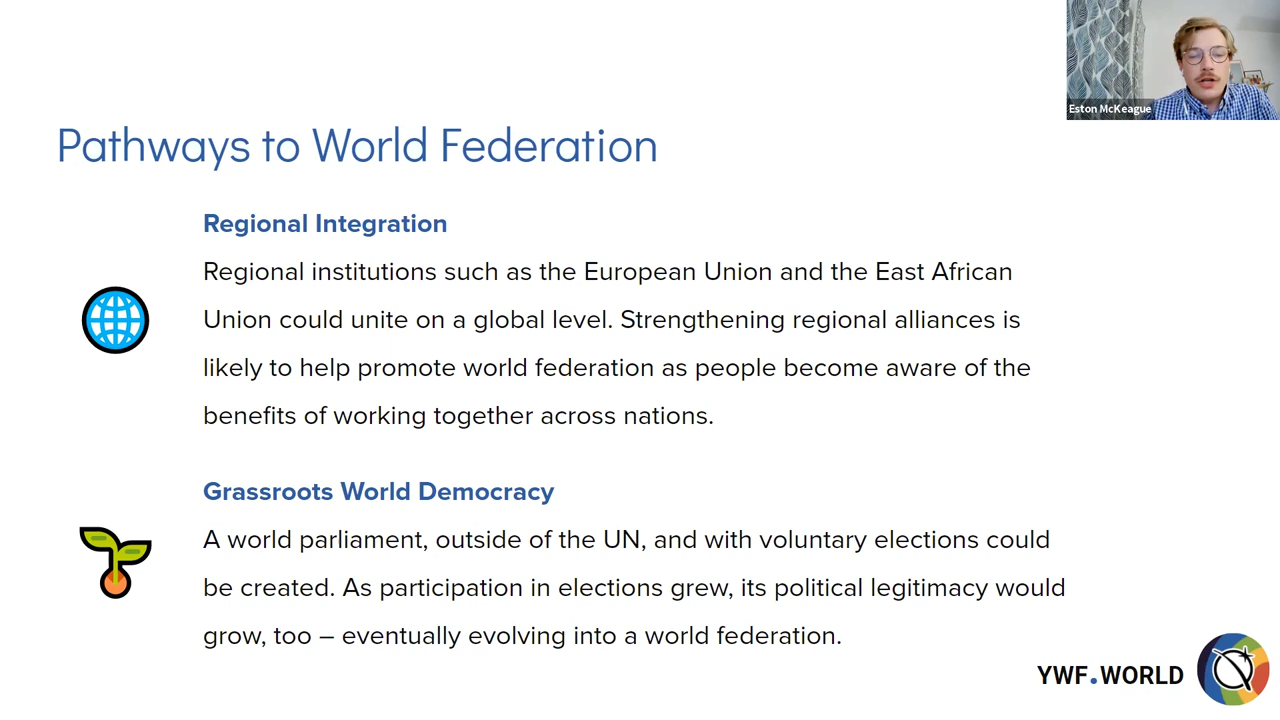 Eston McKeague
Pathways to World Federation
Regional Integration
Regional institutions such as the European Union and the East African
Union could unite on a global level. Strengthening regional alliances is
likely to help promote world federation as people become aware of the
benefits of working together across nations.
Grassroots World Democracy
A world parliament, outside of the UN, and with voluntary elections could
be created. As participation in elections grew, its political legitimacy would
grow, too – eventually evolving into a world federation.
YWF.WORLD